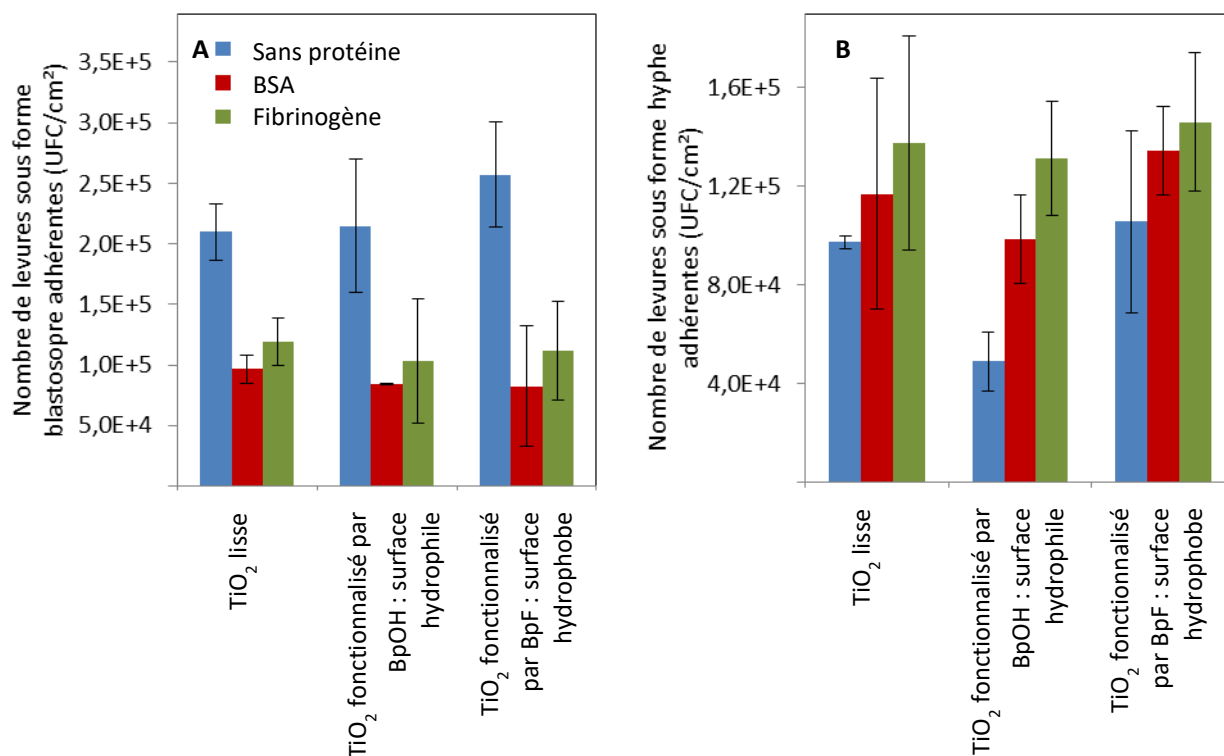 Nombre de levures sous forme
blastosopre adhérentes (UFC/cm²)
A
Sans protéine
BSA
Fibrinogène
3,5E+5
3,0E+5
2,5E+5
2,0E+5
1,5E+5
1,0E+5
5,0E+4
TiO2 lisse
TiO2 fonctionnalisé par
BpOH : surface
hydrophile
TiO2 fonctionnalisé
par BpF : surface
hydrophobe
Nombre de levures sous forme hyphe
adhérentes (UFC/cm²)
B
1,6E+5
1,2E+5
8,0E+4
4,0E+4
TiO2 lisse
TiO2 fonctionnalisé par
BpOH : surface
hydrophile
TiO2 fonctionnalisé
par BpF : surface
hydrophobe